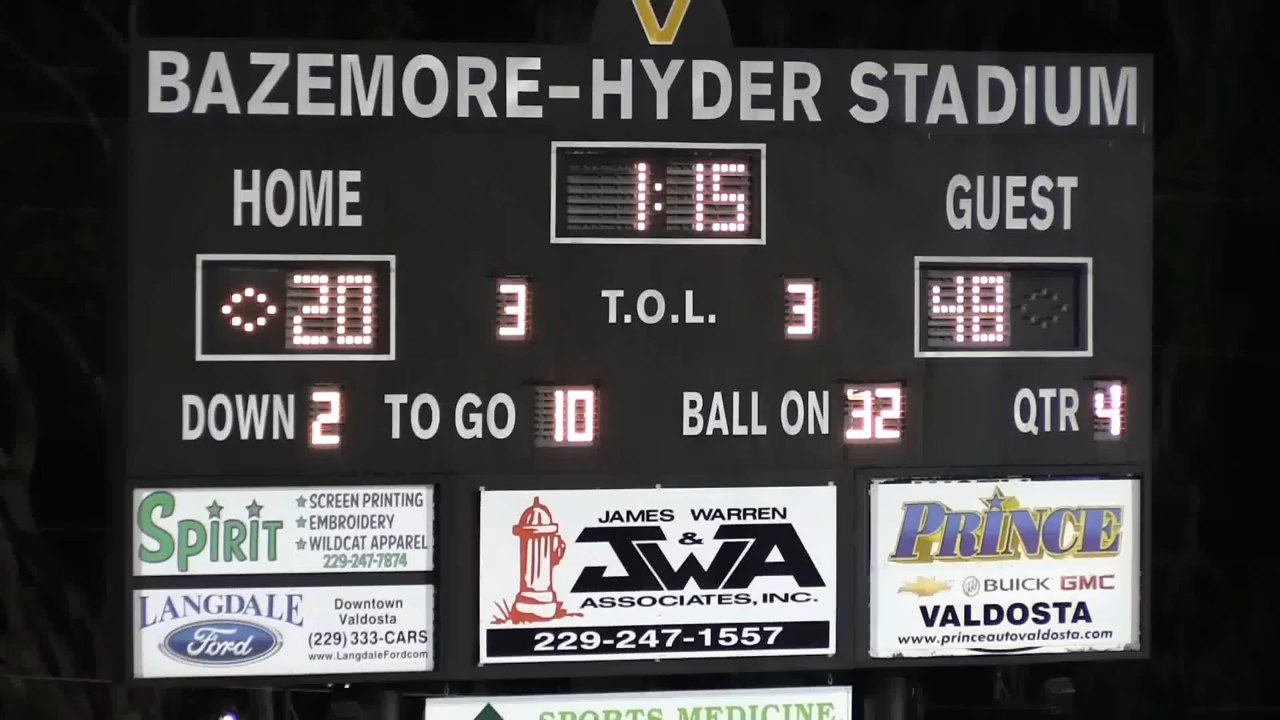 V
BAZEMORE-HYDER STADIUM
HOME
1:15
GUEST
20
3
T.O.L.
3
48
DOWN 2
TO GO 10
BALL ON 32
QTR 4
SPIRIT
SCREEN PRINTING
EMBROIDERY
WILDCAT APPAREL
229-247-7874
LANGDALE
Ford
Downtown
Valdosta
(229) 333-CARS
www.LangdaleFord.com
JAMES WARREN
&
JWA
ASSOCIATES, INC.
229-247-1557
PRINCE
BUICK GMC
VALDOSTA
www.princeautovaldosta.com
SPORTS MEDICINE